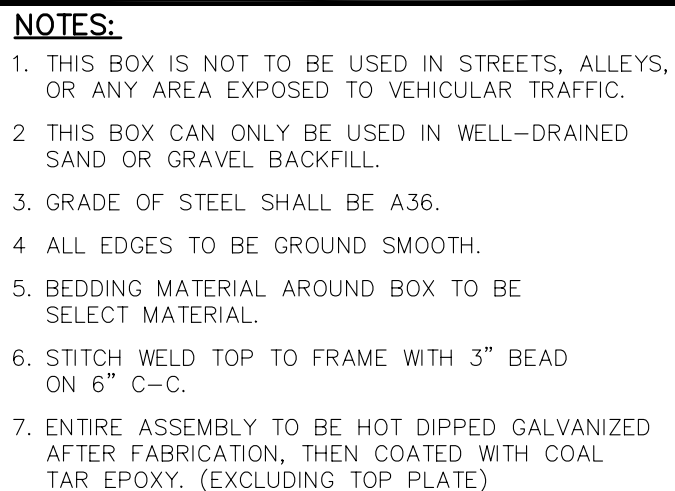 NOTES:
1. THIS BOX IS NOT TO BE USED IN STREETS, ALLEYS,
OR ANY AREA EXPOSED TO VEHICULAR TRAFFIC.
2 THIS BOX CAN ONLY BE USED IN WELL–DRAINED
SAND OR GRAVEL BACKFILL.
3. GRADE OF STEEL SHALL BE A36.
4 ALL EDGES TO BE GROUND SMOOTH.
5. BEDDING MATERIAL AROUND BOX TO BE
SELECT MATERIAL.
6. STITCH WELD TOP TO FRAME WITH 3” BEAD
ON 6” C–C.
7. ENTIRE ASSEMBLY TO BE HOT DIPPED GALVANIZED
AFTER FABRICATION, THEN COATED WITH COAL
TAR EPOXY. (EXCLUDING TOP PLATE)